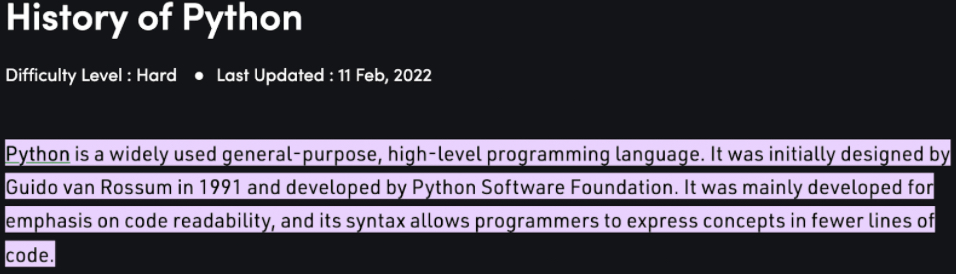 History of Python
Difficulty Level : Hard ● Last Updated : 11 Feb, 2022
Python is a widely used general-purpose, high-level programming language. It was initially designed by
Guido van Rossum in 1991 and developed by Python Software Foundation. It was mainly developed for
emphasis on code readability, and its syntax allows programmers to express concepts in fewer lines of
code.